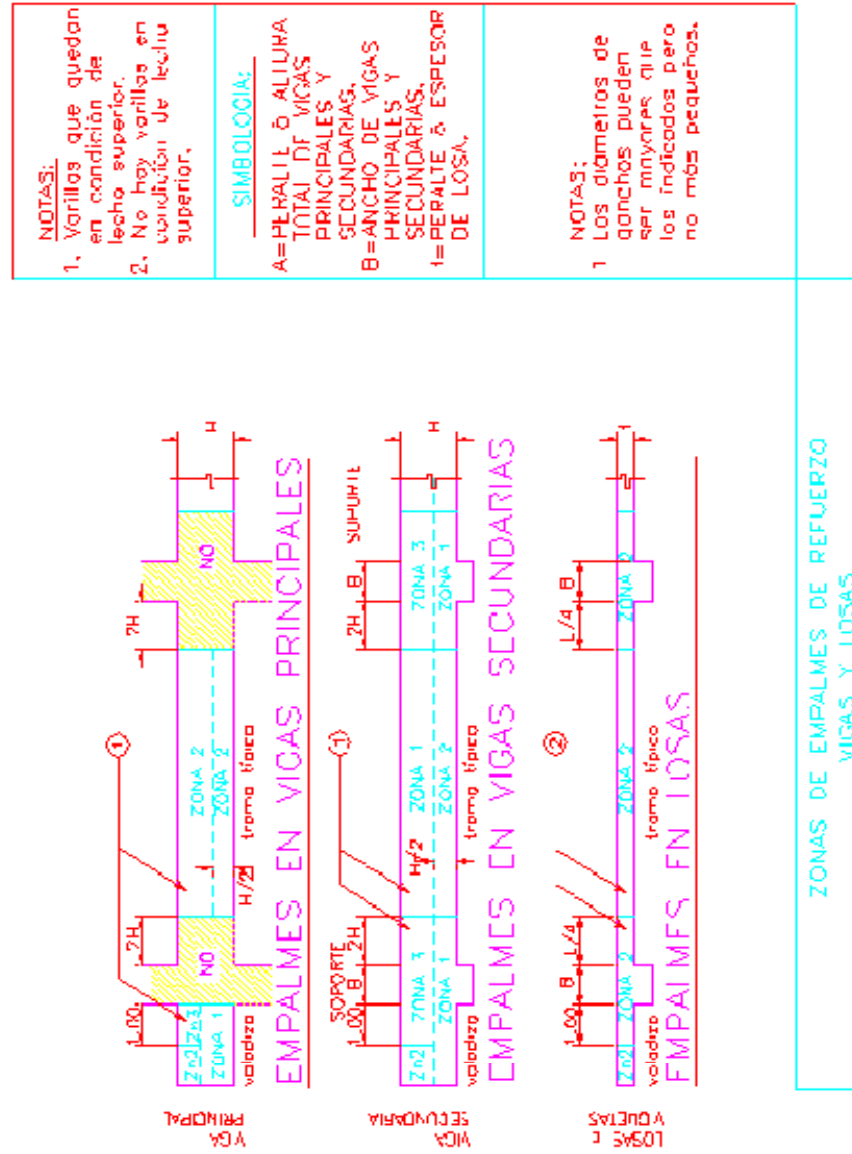 NOTAS:
1. Varillas que quedan
en condición de
lecho superior.
2. No hay varillas en
condición de lecho
superior.
SIMBOLOGIA:
A=PERALTE ó ALTURA
TOTAL DE VIGAS
PRINCIPALES Y
SECUNDARIAS.
B=ANCHO DE VIGAS
PRINCIPALES Y
SECUNDARIAS.
t=PERALTE ó ESPESOR
DE LOSA.
NOTAS:
1 Los diametros de
ganchos pueden
ser mayores que
los indicados pero
no más pequeños.
VIGA
PRINCIPAL
1.00 2H 2H
1
Zn2 Zn3 NO ZONA 2 NO H
ZONA 1 ZONA 2
H/2
voladizo tramo típico
EMPALMES EN VIGAS PRINCIPALES
VIGA
SECUNDARIA
SOPORTE SOPORTE
1.00 B 2H 2H B
1
Zn2 ZONA 3 ZONA 1 ZONA 3 H
ZONA 1 ZONA 2 ZONA 1
H/2
voladizo tramo típico
EMPALMES EN VIGAS SECUNDARIAS
LOSAS E
VIGUETAS
1.00 B L/4 L/4 B
2
Zn2 ZONA 2 ZONA 2 ZONA 2 t
voladizo tramo típico
EMPALMES EN LOSAS
ZONAS DE EMPALMES DE REFUERZO
VIGAS Y LOSAS